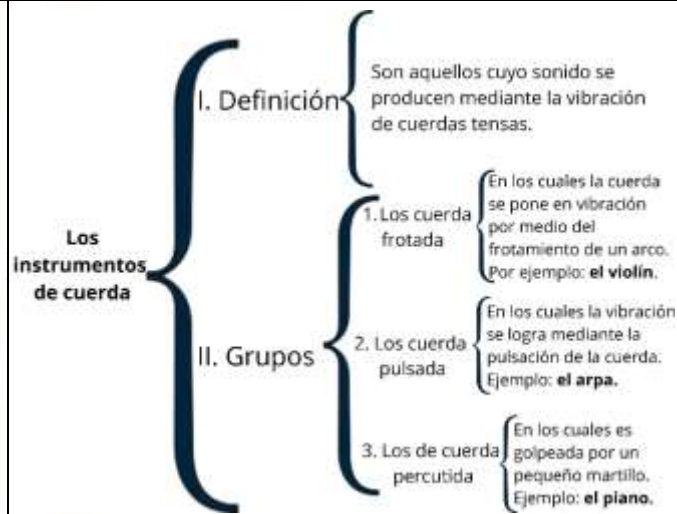 Los
instrumentos
de cuerda
I. Definición
Son aquellos cuyo sonido se
producen mediante la vibración
de cuerdas tensas.
II. Grupos
1. Los cuerda
frotada
En los cuales la cuerda
se pone en vibración
por medio del
frotamiento de un arco.
Por ejemplo: el violín.
2. Los cuerda
pulsada
En los cuales la vibración
se logra mediante la
pulsación de la cuerda.
Ejemplo: el arpa.
3. Los de cuerda
percutida
En los cuales es
golpeada por un
pequeño martillo.
Ejemplo: el piano.